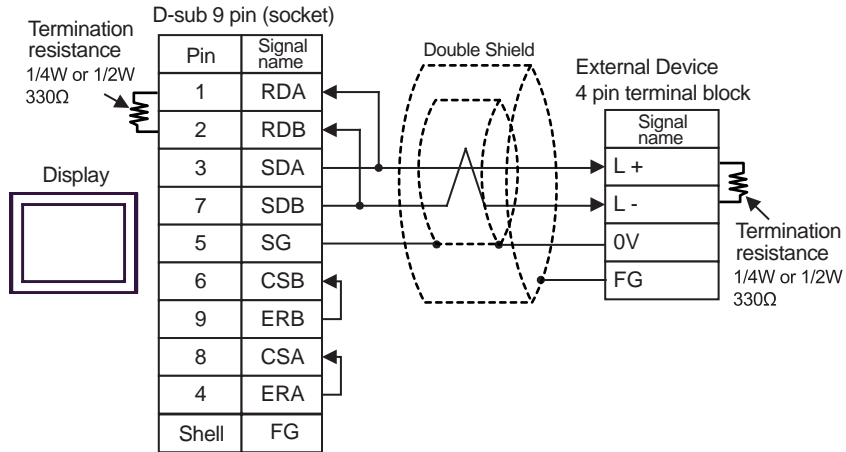 D-sub 9 pin (socket)
Termination
resistance
1/4W or 1/2W
330Ω
Display
Pin Signal name
1 RDA
2 RDB
3 SDA
7 SDB
5 SG
6 CSB
9 ERB
8 CSA
4 ERA
Shell FG
Double Shield
External Device
4 pin terminal block
Signal
name
L +
L -
0V
FG
Termination
resistance
1/4W or 1/2W
330Ω